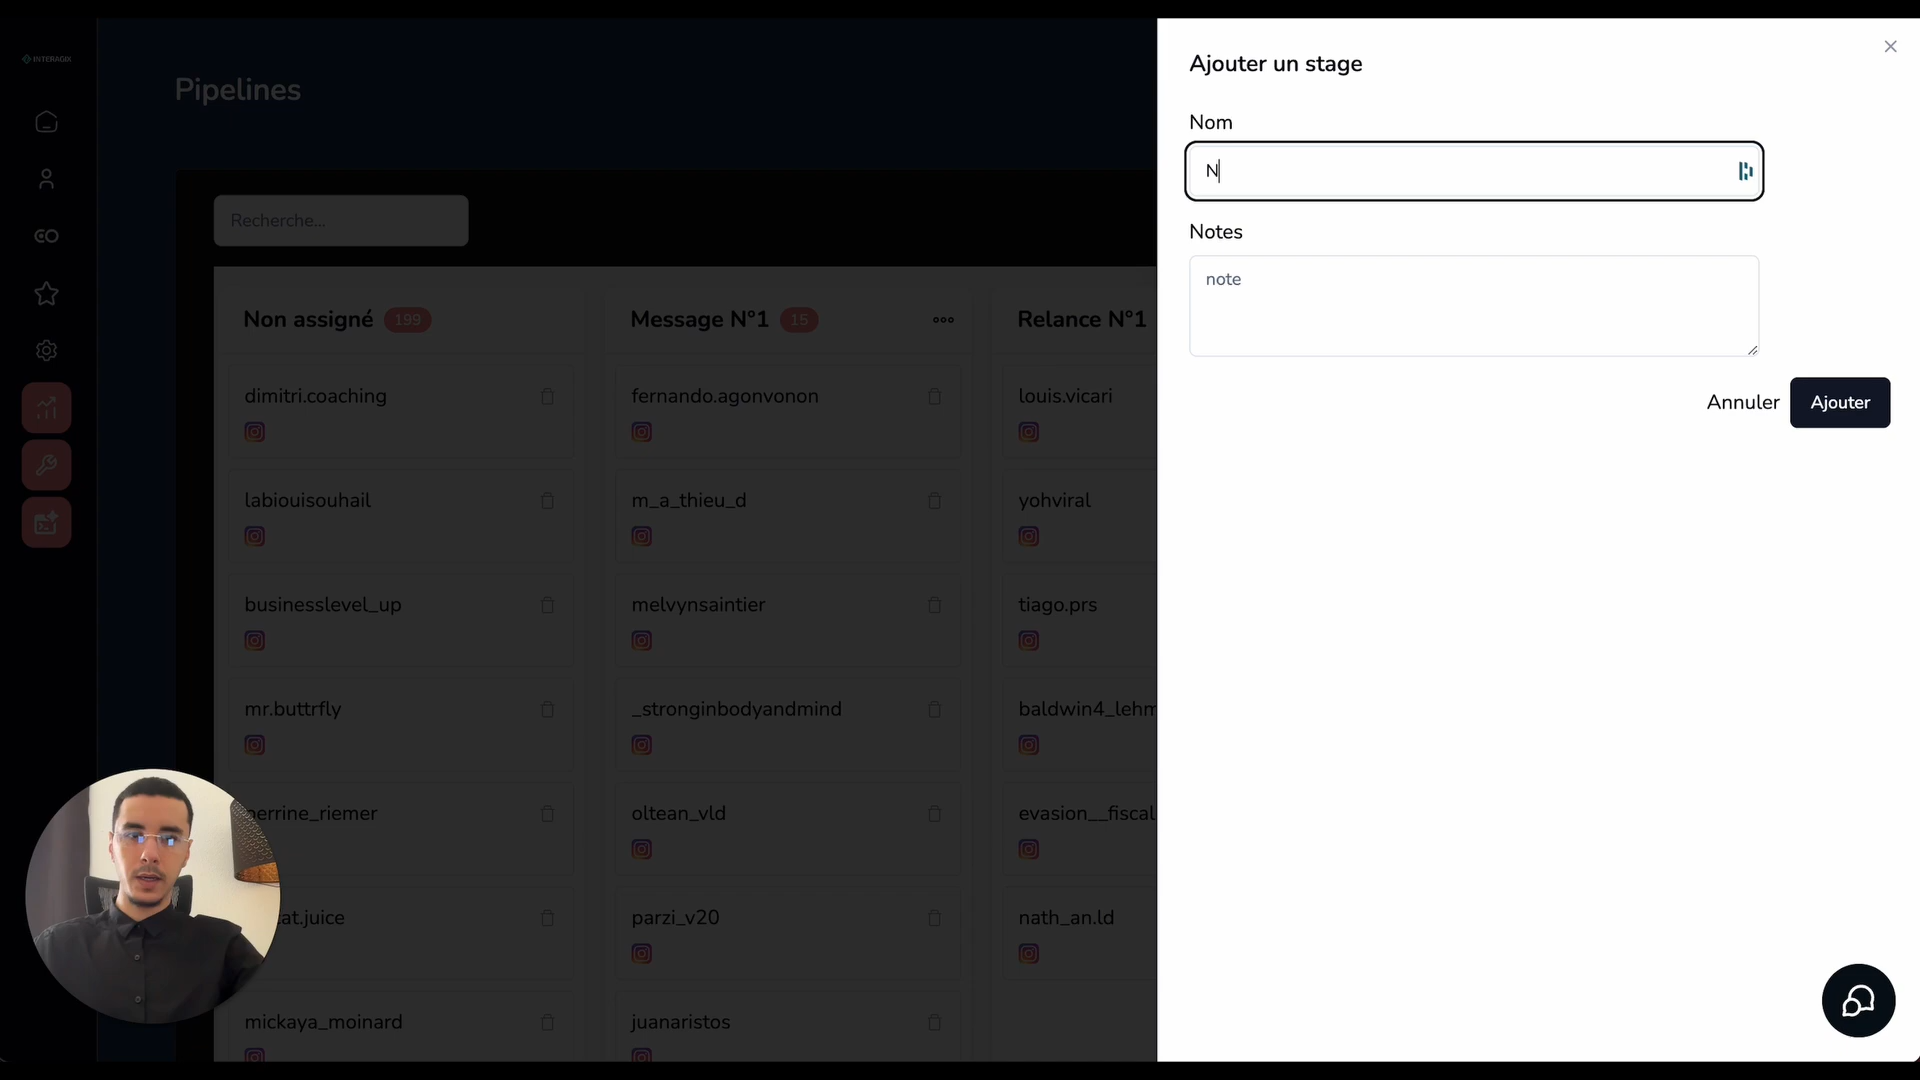 INTERAGIX
Pipelines
Recherche...
Non assigné 199
dimitri.coaching
labiouisouhail
businesslevel_up
mr.buttrfly
errine_riemer
at.juice
mickaya_moinard
Message N°1 15
fernando.agonvonon
m_a_thieu_d
melvynsaintier
_stronginbodyandmind
oltean_vld
parzi_v20
juanaristos
Relance N°1
louis.vicari
yohviral
tiago.prs
baldwin4_lehm
evasion__fiscal
nath_an.ld
Ajouter un stage
Nom
N
Notes
note
Annuler Ajouter